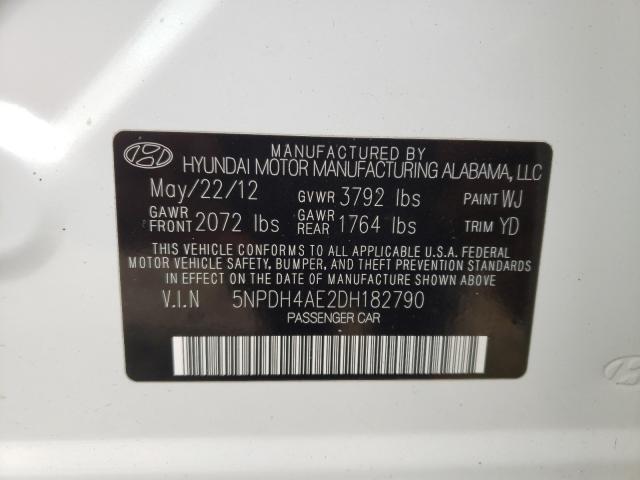 MANUFACTURED BY
HYUNDAI MOTOR MANUFACTURING ALABAMA, LLC
May/22/12 GVWR 3792 lbs PAINT WJ
GAWR FRONT 2072 lbs GAWR REAR 1764 lbs TRIM YD
THIS VEHICLE CONFORMS TO ALL APPLICABLE U.S.A. FEDERAL
MOTOR VEHICLE SAFETY, BUMPER, AND THEFT PREVENTION STANDARDS
IN EFFECT ON THE DATE OF MANUFACTURE SHOWN ABOVE.
V.I.N 5NPDH4AE2DH182790
PASSENGER CAR